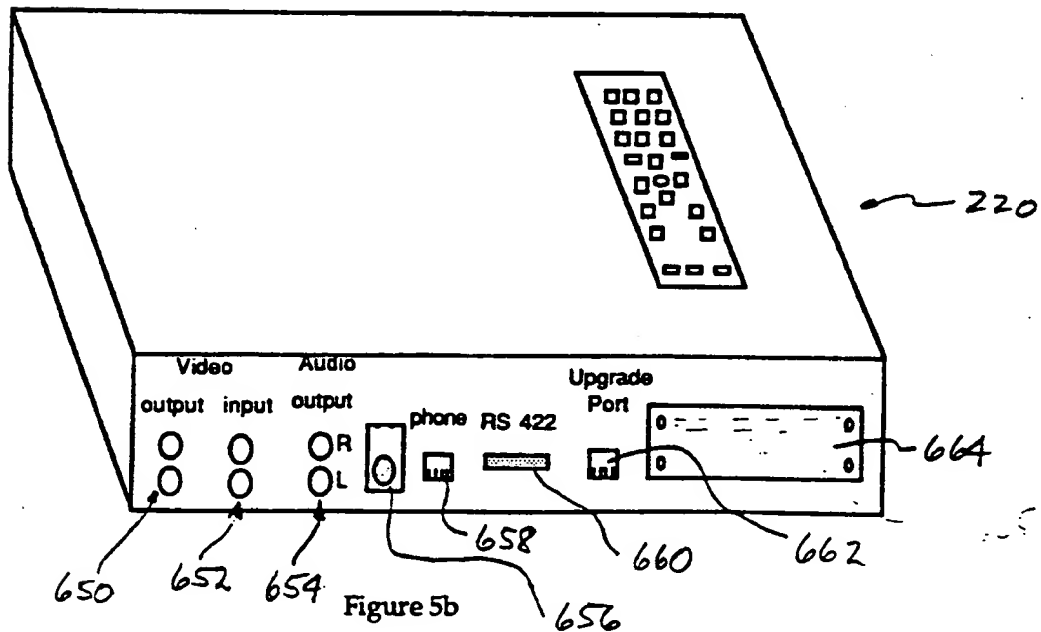 220
Video Audio
output input output
Upgrade
Port
phone RS 422
R
L
664
650
652
654
658
660
662
656
Figure 5b